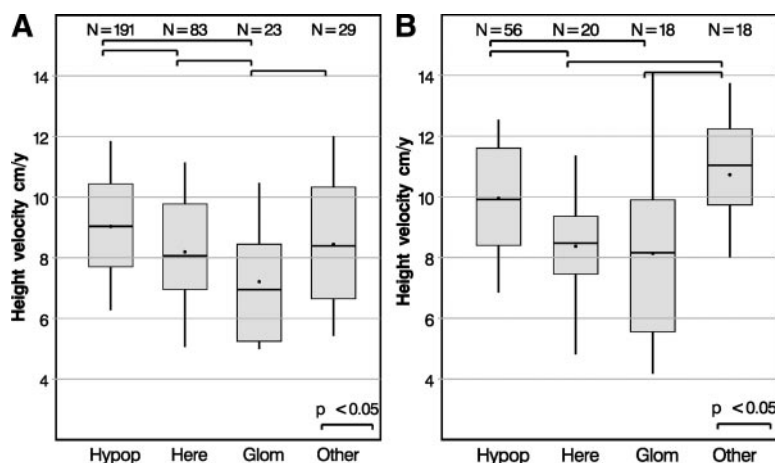 A
N=191 N=83 N=23 N=29
Height velocity cm/y
14
12
10
8
6
4
p <0.05
Hypop Here Glom Other
B
N=56 N=20 N=18 N=18
Height velocity cm/y
14
12
10
8
6
4
p <0.05
Hypop Here Glom Other